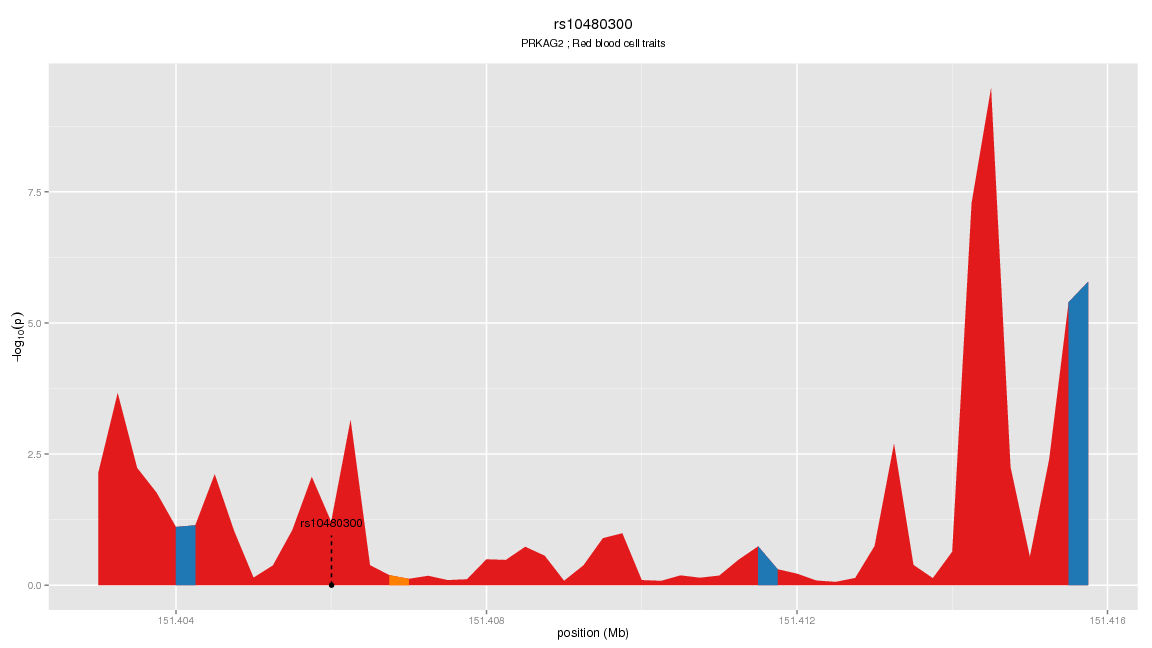 rs10480300
PRKAG2 ; Red blood cell traits
−log10(p)
7.5
5.0
2.5
0.0
rs10480300
151.404
151.408
151.412
151.416
position (Mb)